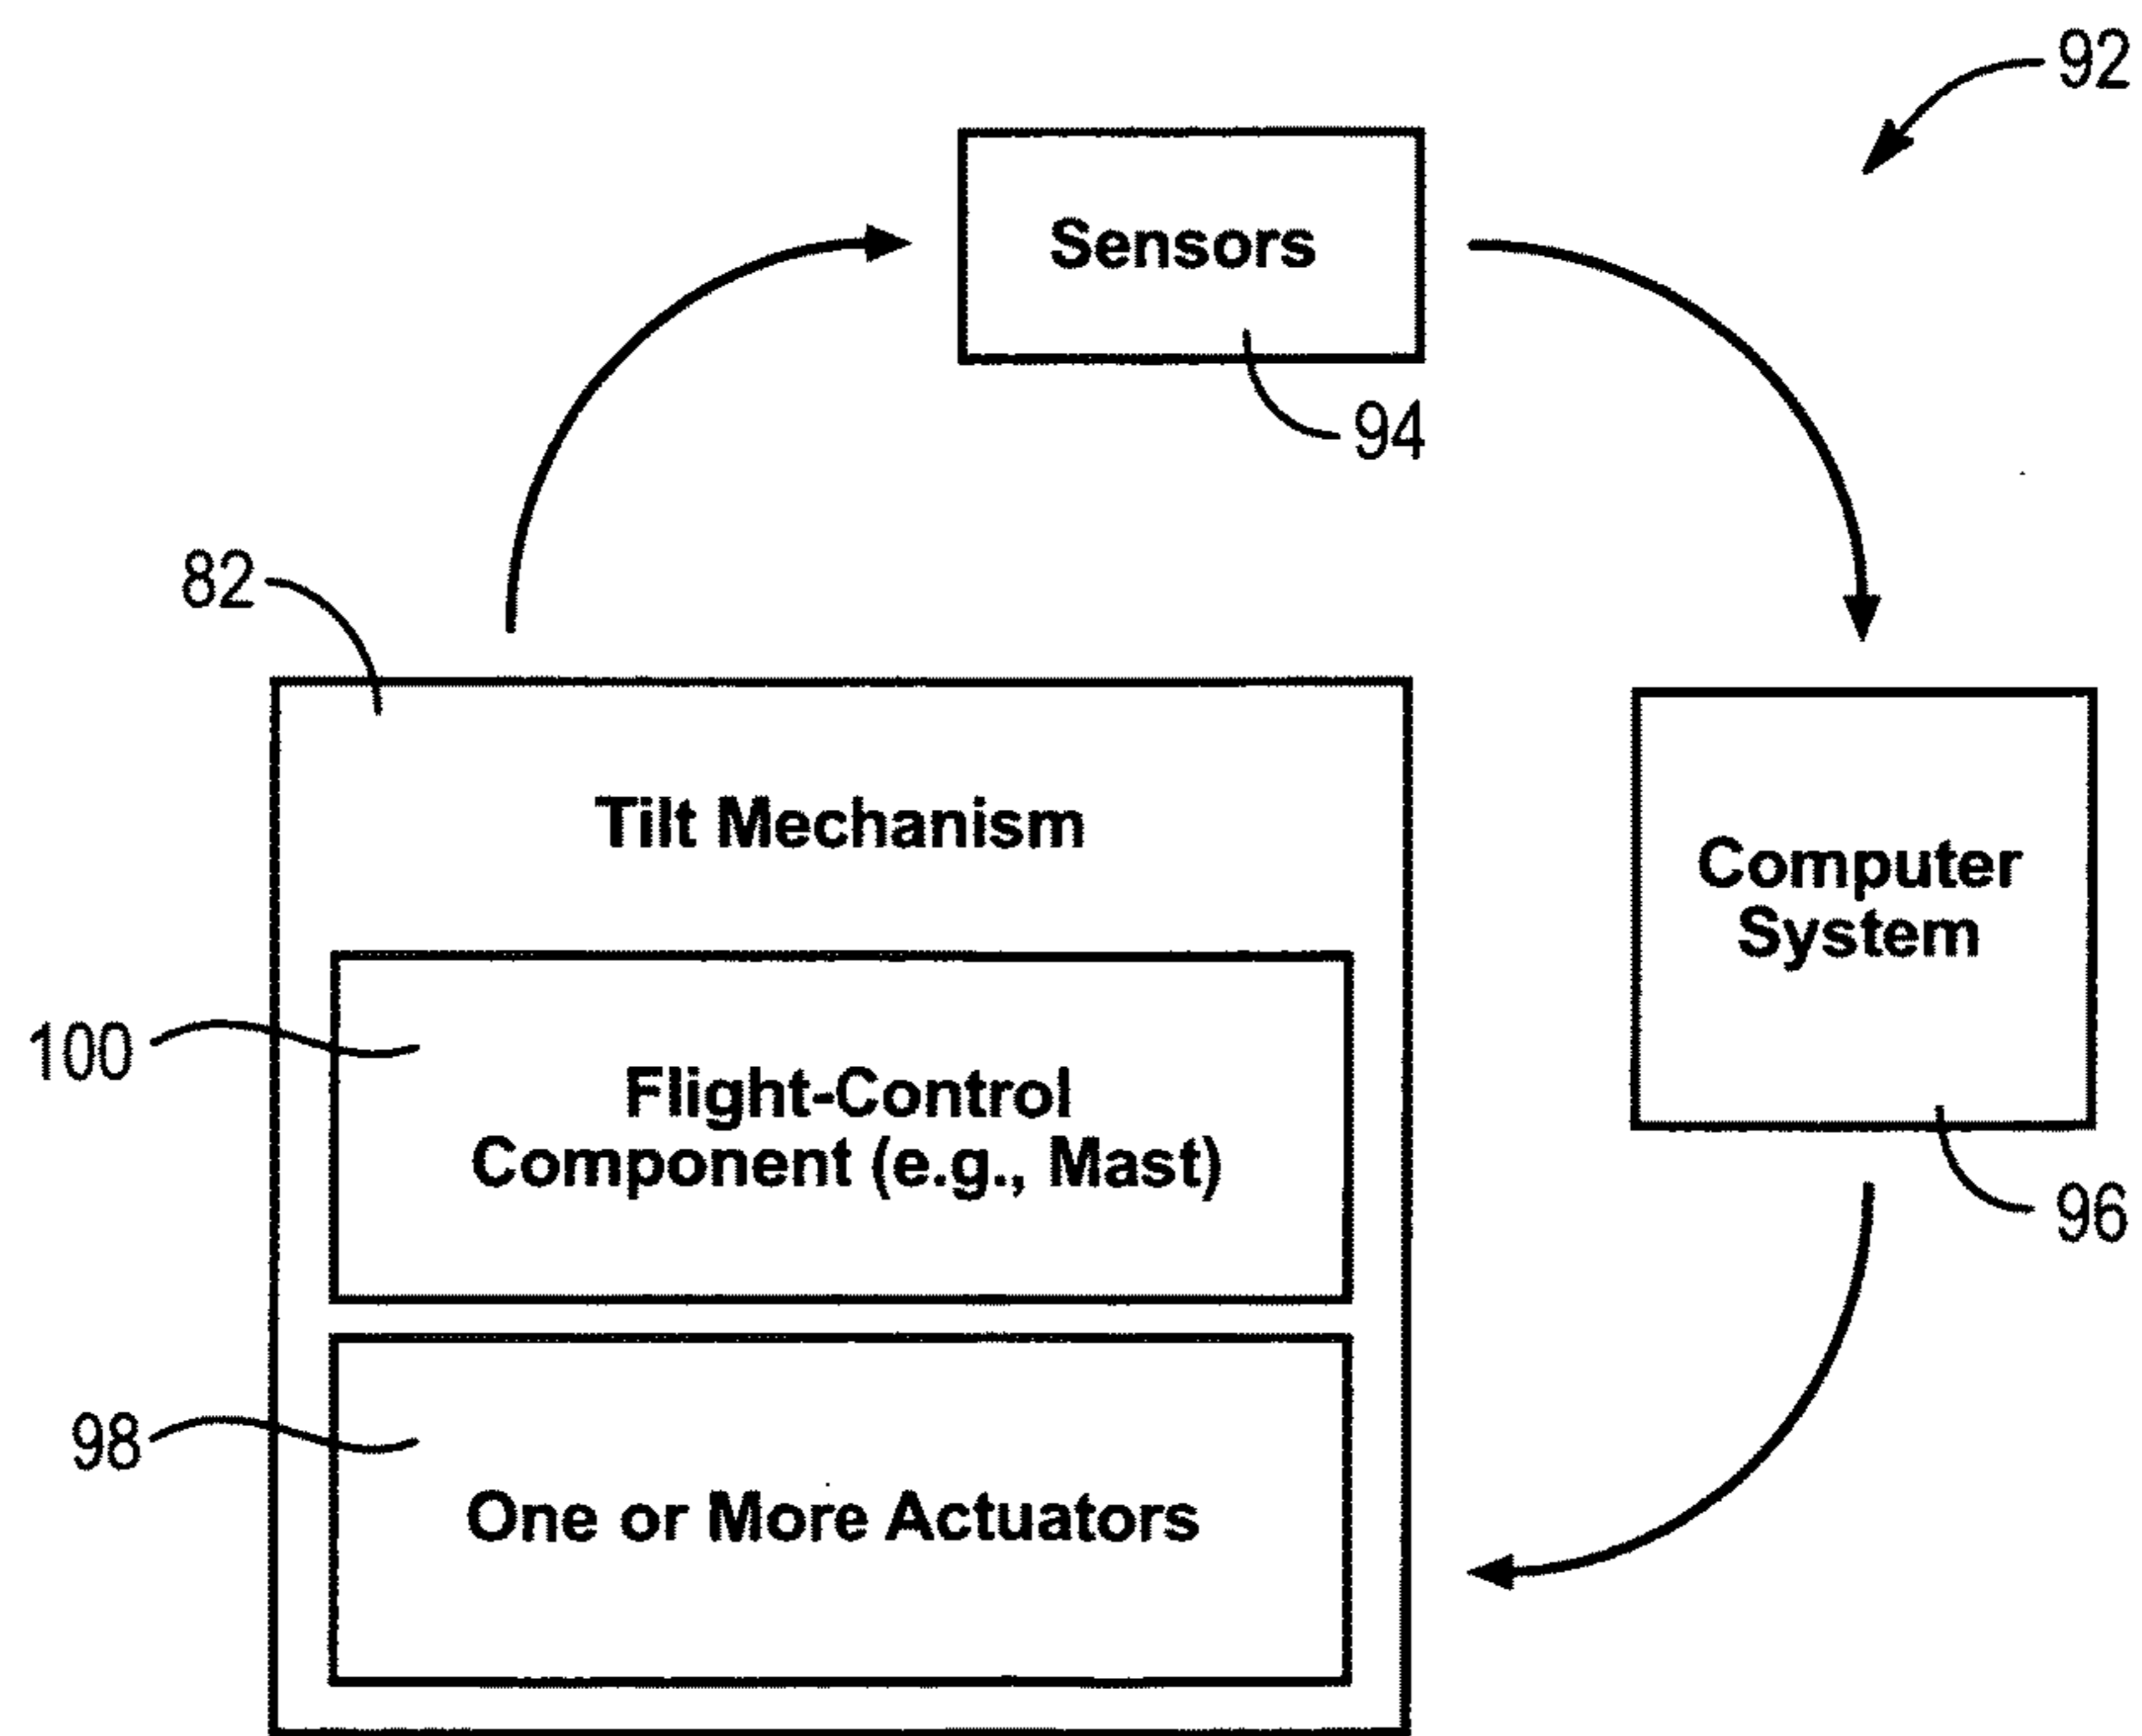 92
Sensors
94
82
Tilt Mechanism
Computer
System
100
Flight-Control
Component (e.g., Mast)
96
98
One or More Actuators